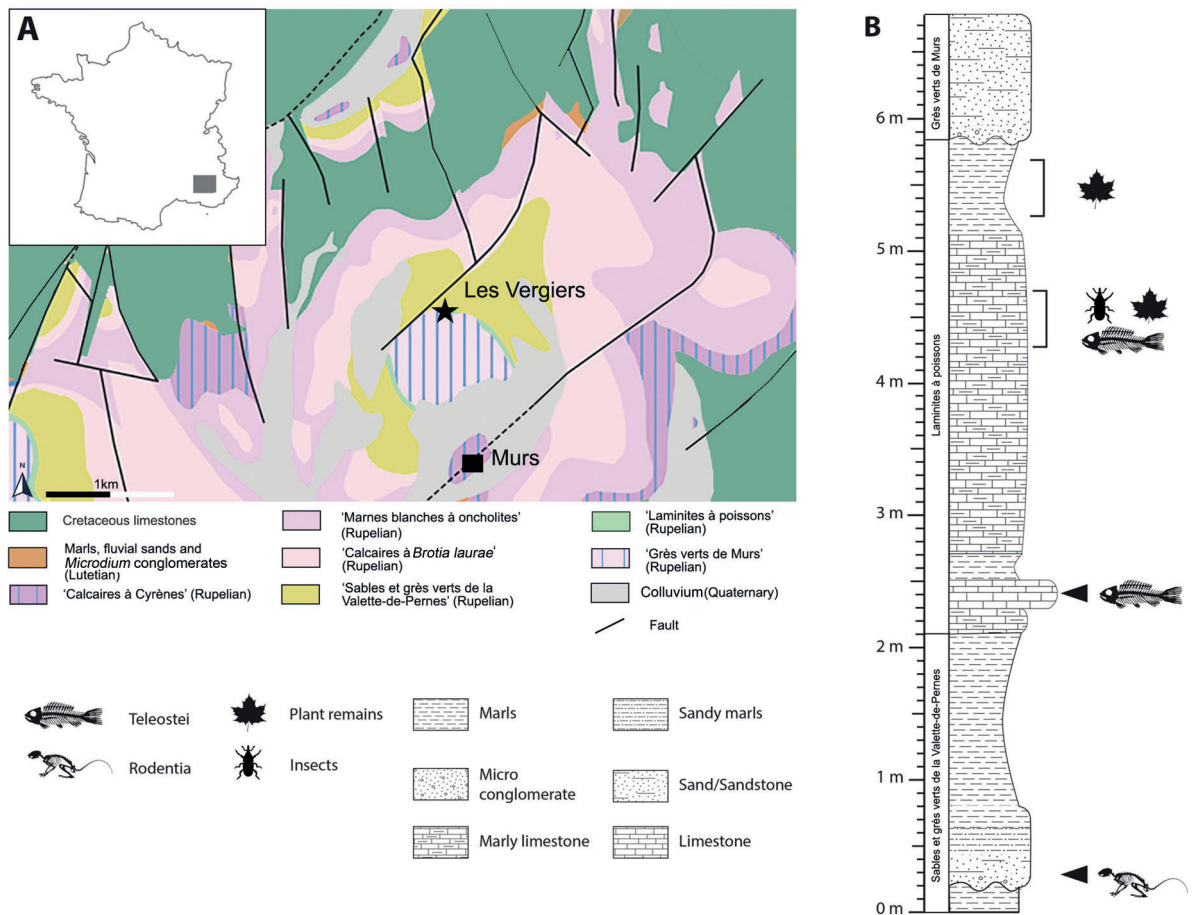 A
Les Vergiers
Murs
N
1km
Cretaceous limestones
Marls, fluvial sands and
Microdium conglomerates
(Lutetian)
'Calcaires à Cyrènes' (Rupelian)
'Marnes blanches à oncholites'
(Rupelian)
'Calcaires à Brotia laurae'
(Rupelian)
'Sables et grès verts de la
Valette-de-Pernes' (Rupelian)
'Laminites à poissons'
(Rupelian)
'Grès verts de Murs'
(Rupelian)
Colluvium(Quaternary)
Fault
Teleostei
Rodentia
Plant remains
Insects
Marls
Micro
conglomerate
Marly limestone
Sandy marls
Sand/Sandstone
Limestone
B
Grès verts de Murs
Laminites à poissons
Sables et grès verts de la Valette-de-Pernes
6 m
5 m
4 m
3 m
2 m
1 m
0 m